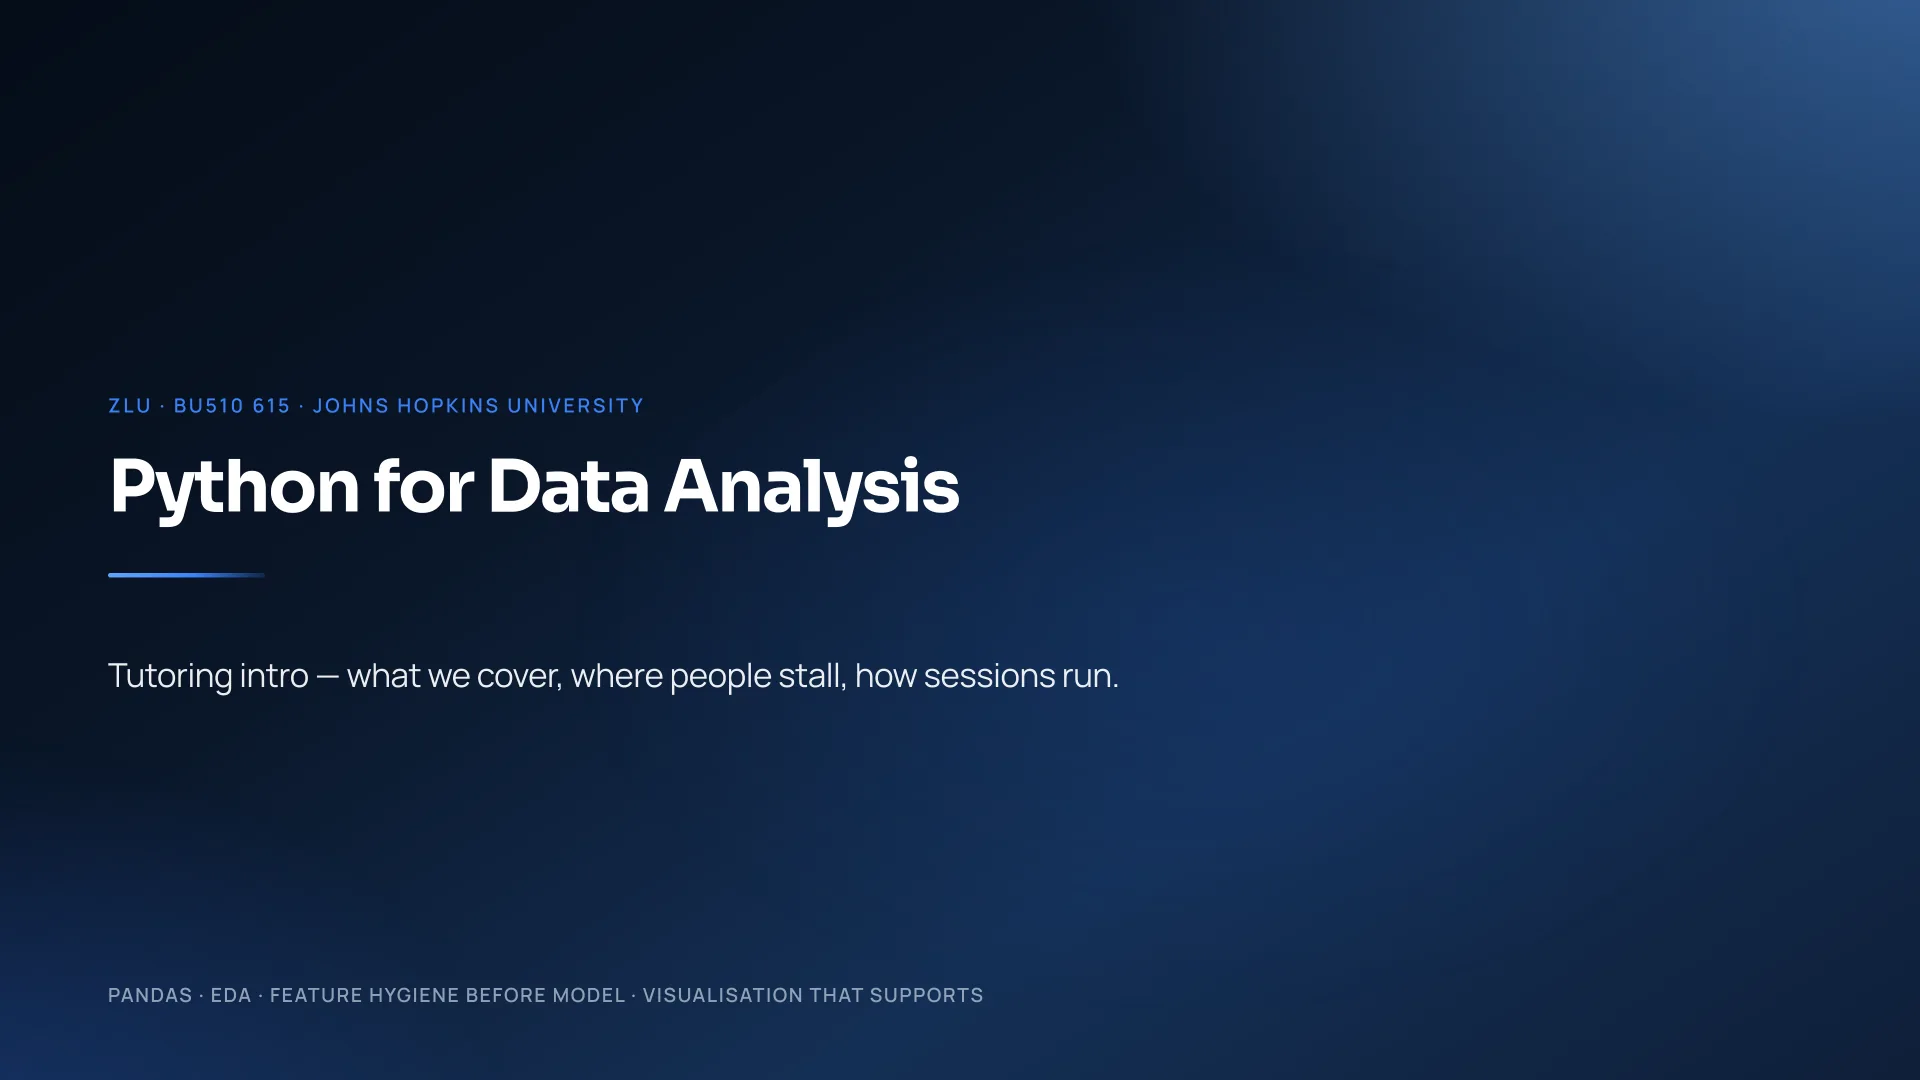 ZLU · BU510 615 · JOHNS HOPKINS UNIVERSITY
Python for Data Analysis
Tutoring intro — what we cover, where people stall, how sessions run.
PANDAS · EDA · FEATURE HYGIENE BEFORE MODEL · VISUALISATION THAT SUPPORTS